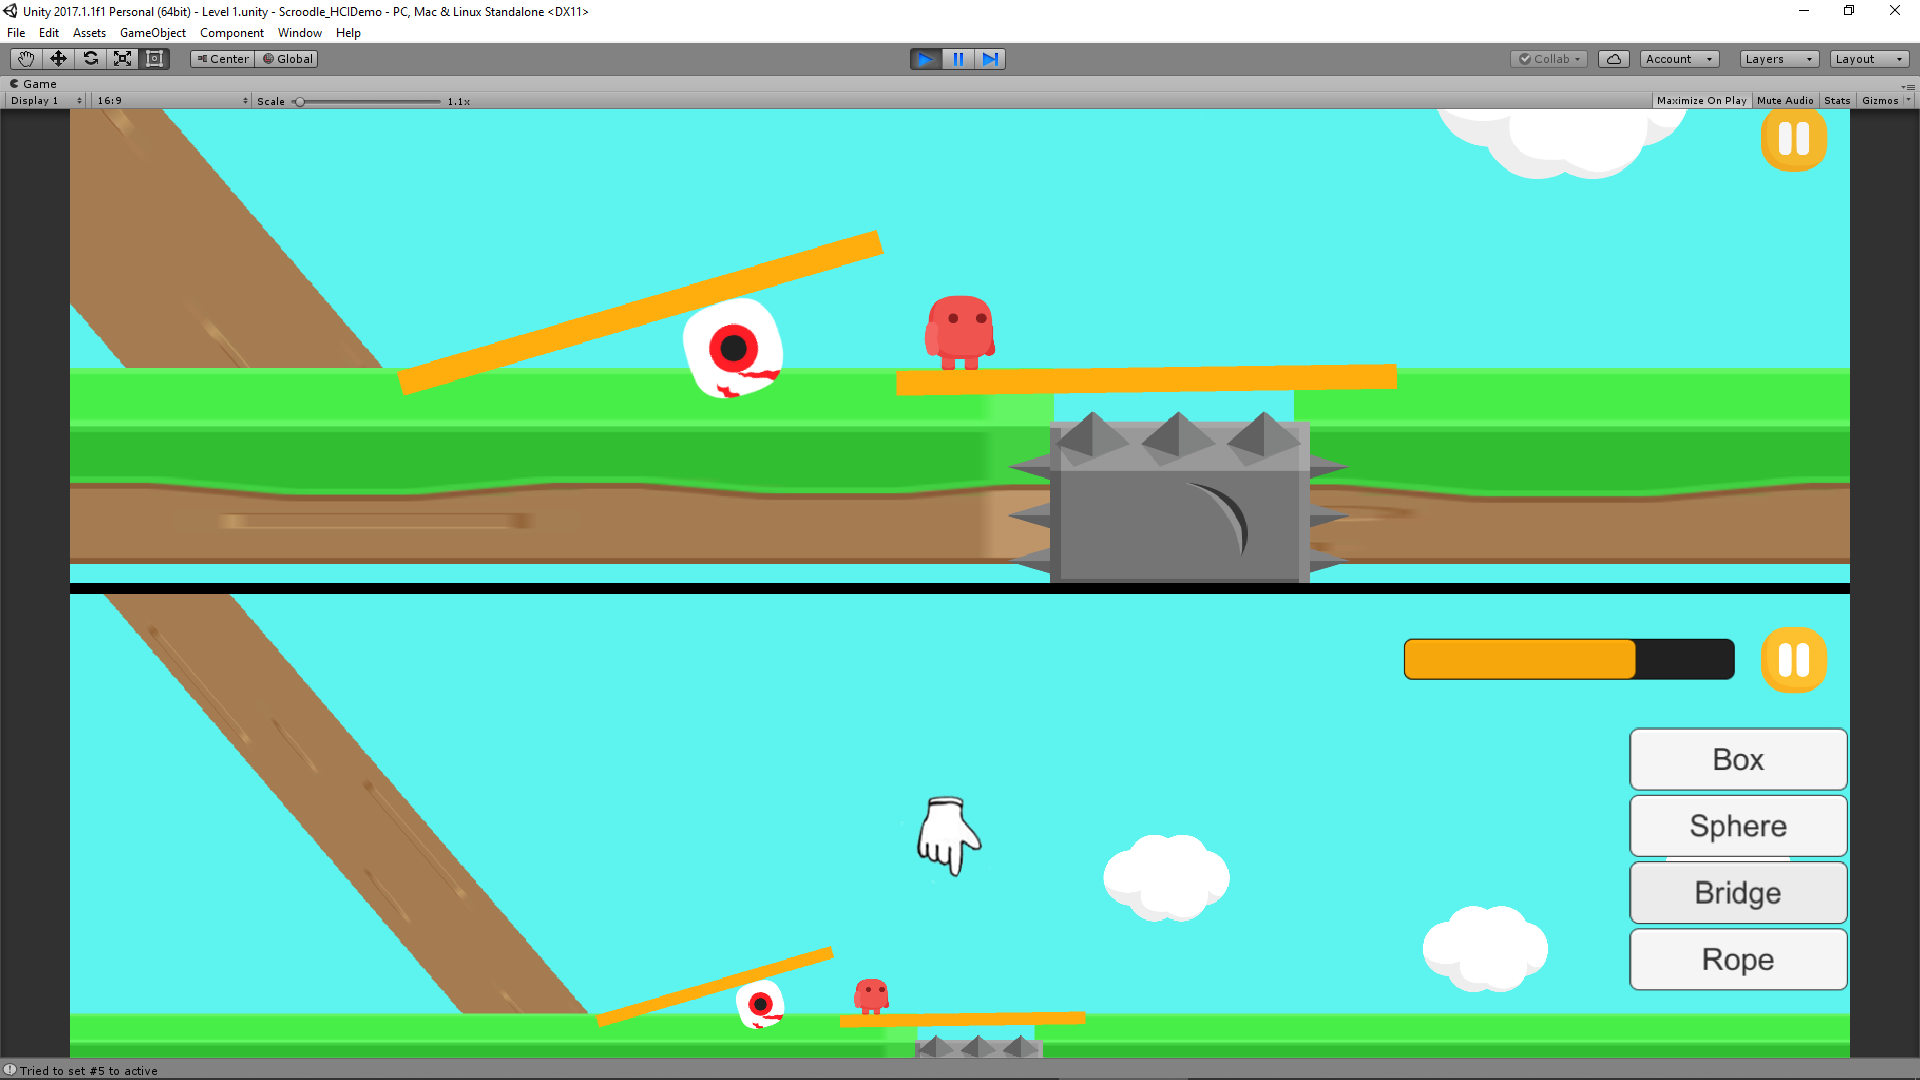 Unity 2017.1.1f1 Personal (64bit) - Level 1.unity - Scroodle_HCIDemo - PC, Mac & Linux Standalone <DX11>
File Edit Assets GameObject Component Window Help
Center Global Collab Account Layers Layout
Game
Display 1 16:9 Scale 1.1x Maximize On Play Mute Audio Stats Gizmos
Box
Sphere
Bridge
Rope
Tried to set #5 to active